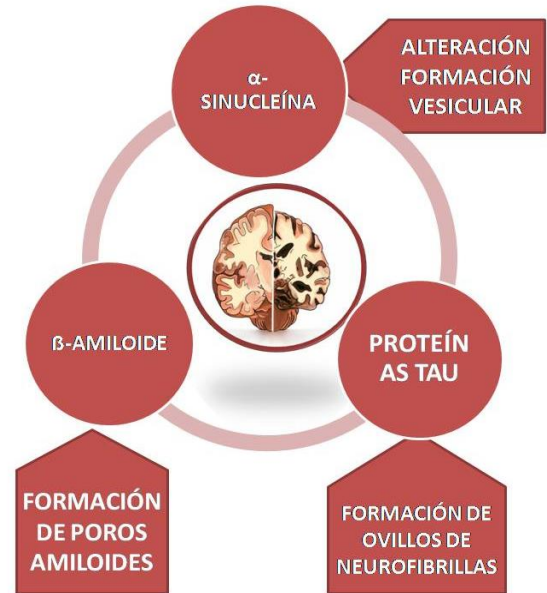 α-
SINUCLEÍNA
ALTERACIÓN
FORMACIÓN
VESICULAR
ß-AMILOIDE
PROTEÍN
AS TAU
FORMACIÓN
DE POROS
AMILOIDES
FORMACIÓN DE
OVILLOS DE
NEUROFIBRILLAS